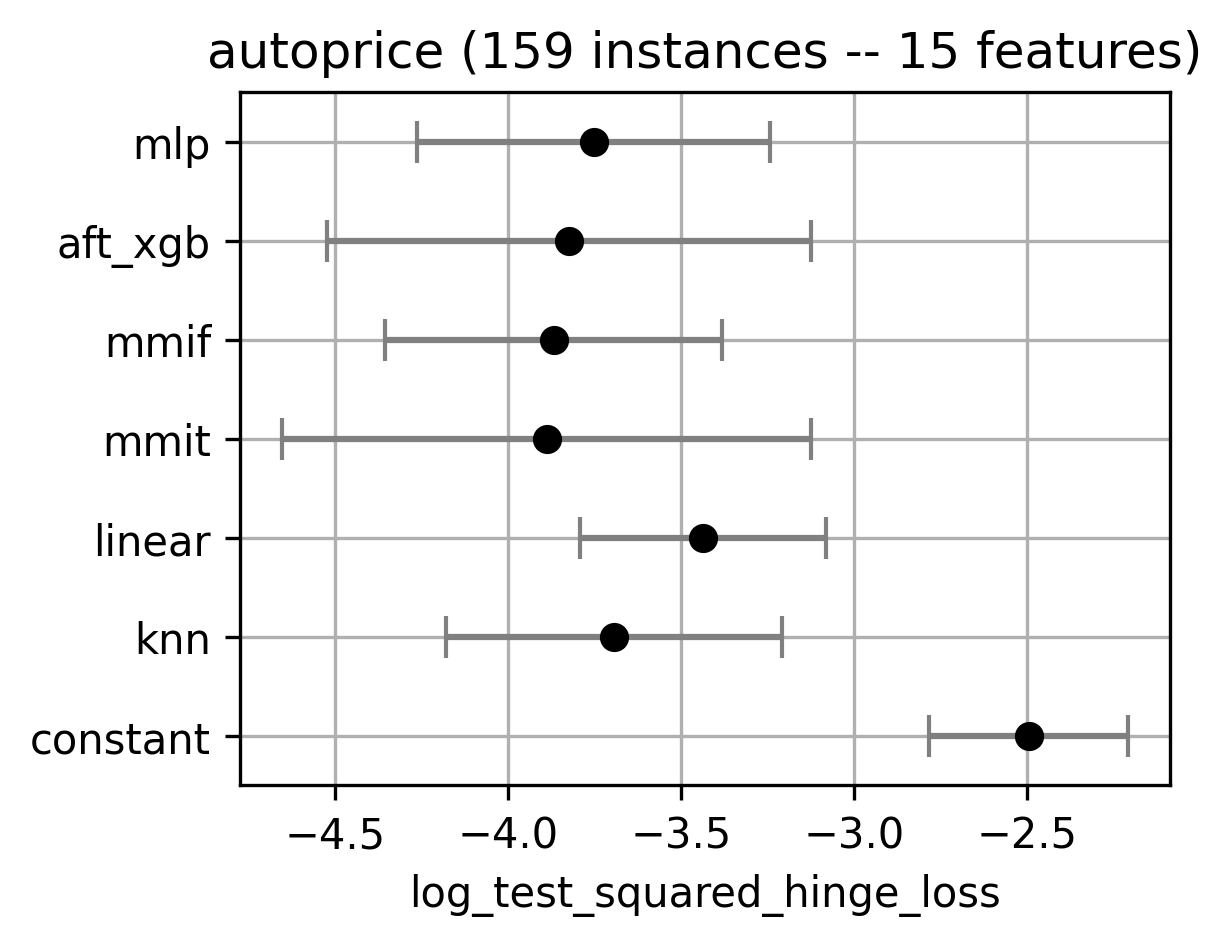 autoprice (159 instances -- 15 features)
mlp
aft_xgb
mmif
mmit
linear
knn
constant
−4.5 −4.0 −3.5 −3.0 −2.5
log_test_squared_hinge_loss